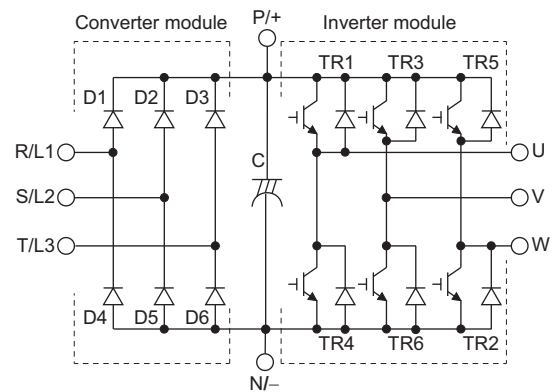 Converter module
P/+
Inverter module
TR1
TR3
TR5
D1
D2
D3
R/L1
C
U
S/L2
V
T/L3
W
D4
D5
D6
TR4
TR6
TR2
N/−